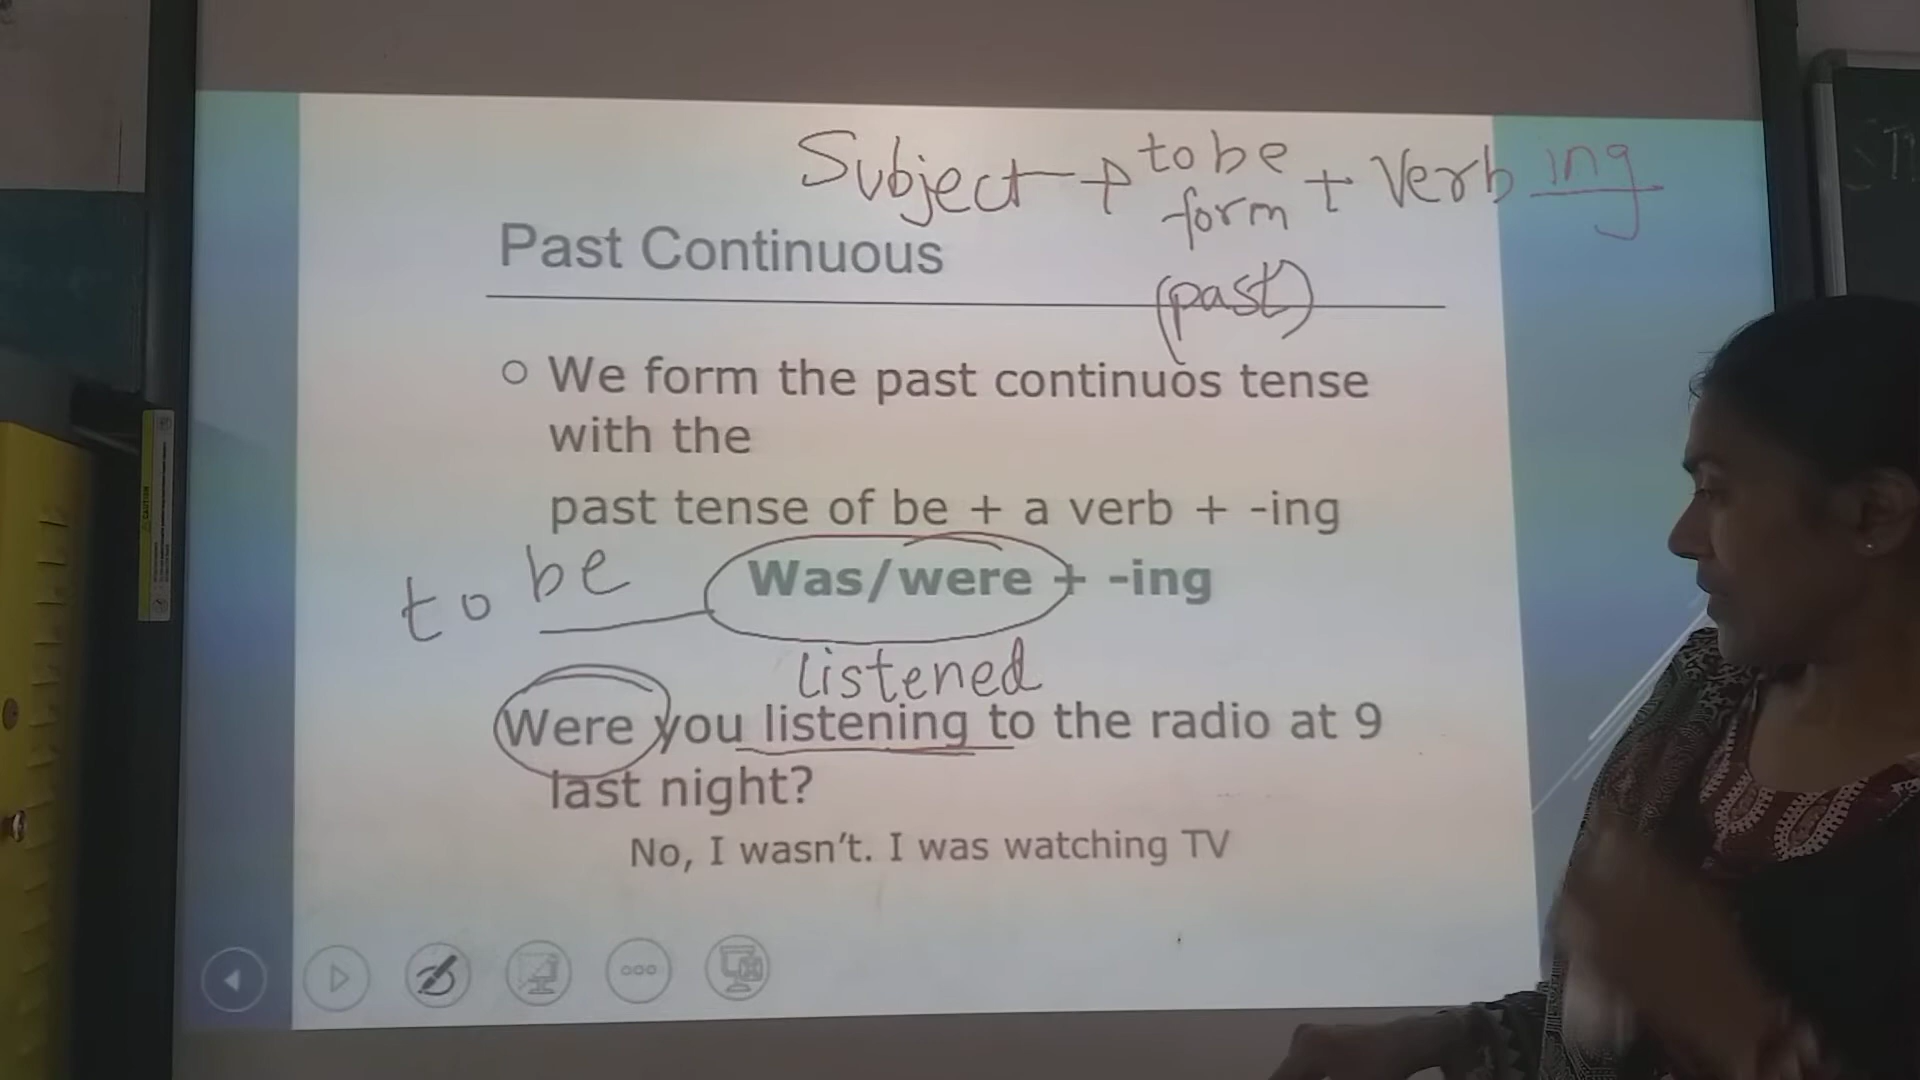 Subject + to be form + Verb ing
(past)
Past Continuous
We form the past continuos tense
with the
past tense of be + a verb + -ing
to be
Was/were + -ing
Listened
Were you listening to the radio at 9
last night?
No, I wasn't. I was watching TV
CAUTION